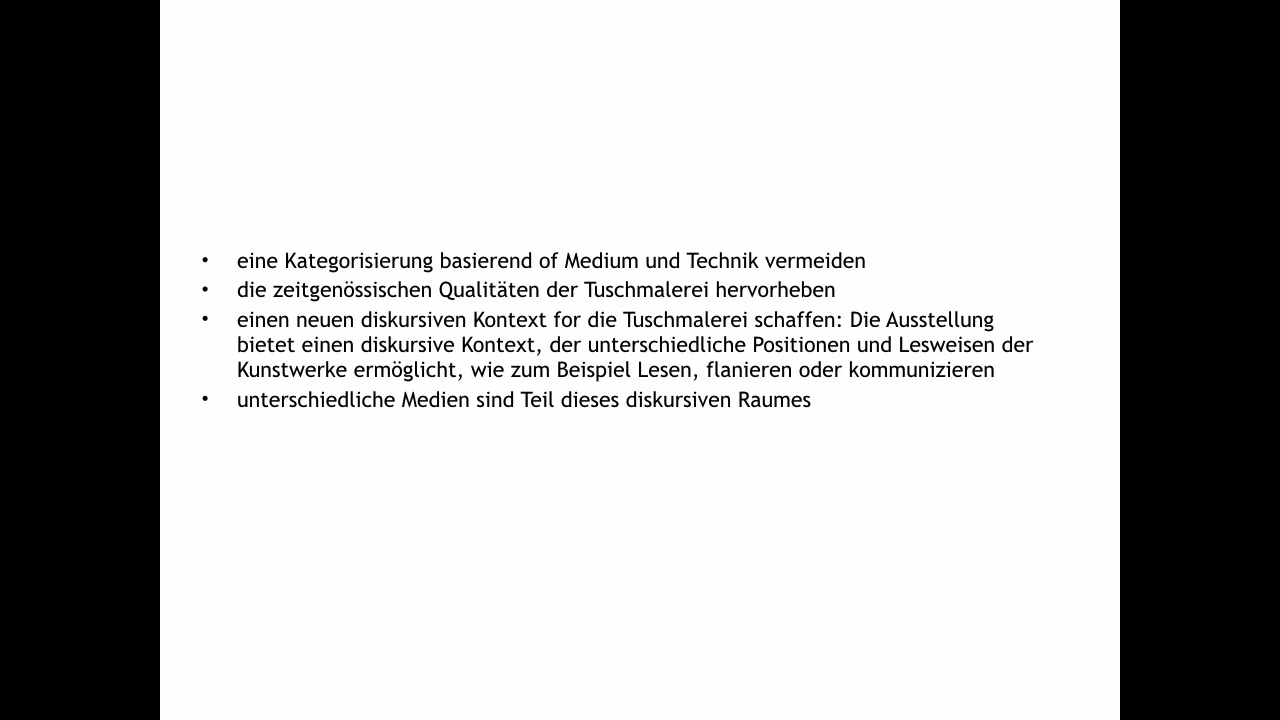 • eine Kategorisierung basierend of Medium und Technik vermeiden
• die zeitgenössischen Qualitäten der Tuschmalerei hervorheben
• einen neuen diskursiven Kontext for die Tuschmalerei schaffen: Die Ausstellung
bietet einen diskursive Kontext, der unterschiedliche Positionen und Lesweisen der
Kunstwerke ermöglicht, wie zum Beispiel Lesen, flanieren oder kommunizieren
• unterschiedliche Medien sind Teil dieses diskursiven Raumes